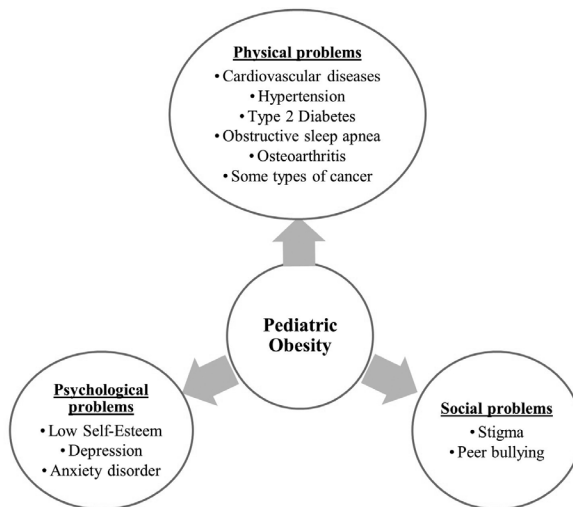 Physical problems
• Cardiovascular diseases
• Hypertension
• Type 2 Diabetes
• Obstructive sleep apnea
• Osteoarthritis
• Some types of cancer
Pediatric
Obesity
Psychological
problems
• Low Self-Esteem
• Depression
• Anxiety disorder
Social problems
• Stigma
• Peer bullying